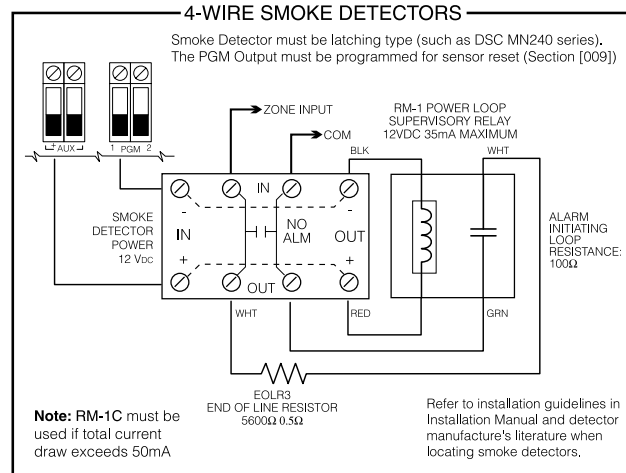 4-WIRE SMOKE DETECTORS
Smoke Detector must be latching type (such as DSC MN240 series).
The PGM Output must be programmed for sensor reset (Section [009])
+ AUX -
1 PGM 2
ZONE INPUT
COM
RM-1 POWER LOOP
SUPERVISORY RELAY
12VDC 35mA MAXIMUM
BLK
WHT
SMOKE
DETECTOR
POWER
12 VDC
-
IN
+
IN
NO
ALM
OUT
-
OUT
+
ALARM
INITIATING
LOOP
RESISTANCE:
100Ω
WHT
RED
GRN
EOLR3
END OF LINE RESISTOR
5600Ω 0.5Ω
Note: RM-1C must be
used if total current
draw exceeds 50mA
Refer to installation guidelines in
Installation Manual and detector
manufacture's literature when
locating smoke detectors.